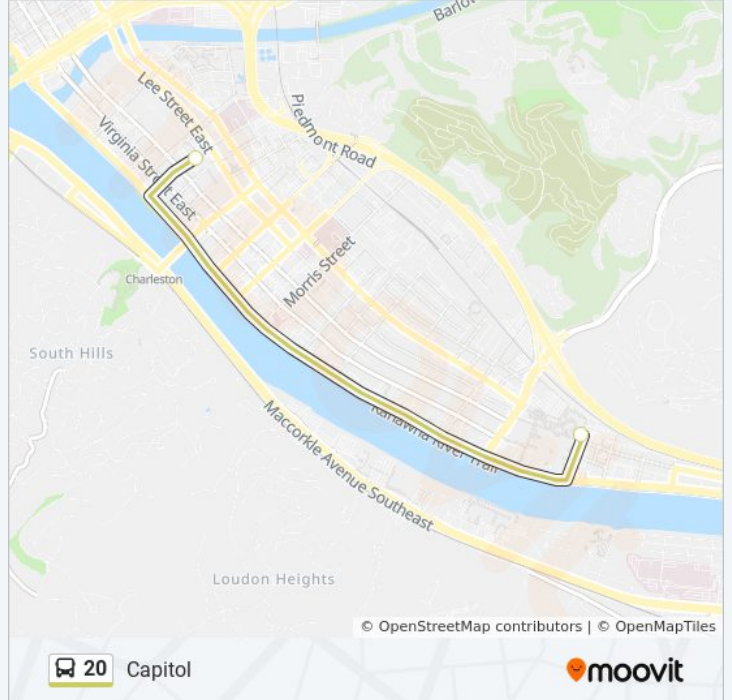 Barlow
Lee Street East
Piedmont Road
Virginia Street East
Morris Street
Charleston
South Hills
Kanawha River Trail
Maccorkle Avenue Southeast
Loudon Heights
© OpenStreetMap contributors | © OpenMapTiles
20 Capitol
moovit